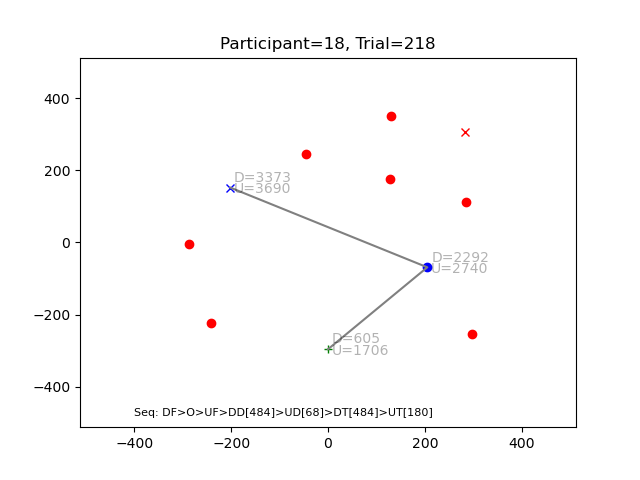 Participant=18, Trial=218
400
200
0
−200
−400
D=3373
U=3690
D=2292
U=2740
D=605
U=1706
Seq: DF>O>UF>DD[484]>UD[68]>DT[484]>UT[180]
−400 −200 0 200 400